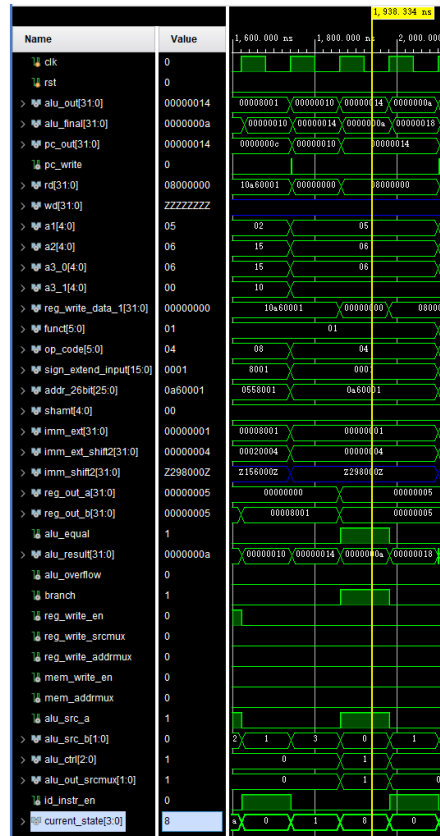 1,938.334 ns
Name Value 1,600.000 ns 1,800.000 ns 2,000.00
clk 0
rst 0
alu_out[31:0] 00000014 00008001 00000010 00000014 0000000a
alu_final[31:0] 0000000a 00000010 00000014 0000000a 00000018
pc_out[31:0] 00000014 0000000c 00000010 00000014
pc_write 0
rd[31:0] 08000000 10a60001 00000000 08000000
wd[31:0] ZZZZZZZZ
a1[4:0] 05 02 05
a2[4:0] 06 15 06
a3_0[4:0] 06 15 06
a3_1[4:0] 00 10
reg_write_data_1[31:0] 00000000 10a60001 00000000 0800
funct[5:0] 01 01
op_code[5:0] 04 08 04
sign_extend_input[15:0] 0001 8001 0001
addr_26bit[25:0] 0a60001 0558001 0a60001
shamt[4:0] 00
imm_ext[31:0] 00000001 00008001 00000001
imm_ext_shift2[31:0] 00000004 00020004 00000004
imm_shift2[31:0] Z298000Z Z156000Z Z298000Z
reg_out_a[31:0] 00000005 00000000 00000005
reg_out_b[31:0] 00000005 00008001 00000005
alu_equal 1
alu_result[31:0] 0000000a 00000010 00000014 0000000a 00000018
alu_overflow 0
branch 1
reg_write_en 0
reg_write_srcmux 0
reg_write_addrmux 0
mem_write_en 0
mem_addrmux 0
alu_src_a 1
alu_src_b[1:0] 0 2 1 3 0 1
alu_ctrl[2:0] 1 0 1
alu_out_srcmux[1:0] 1 0 1 0
id_instr_en 0
current_state[3:0] 8 a 0 1 8 0